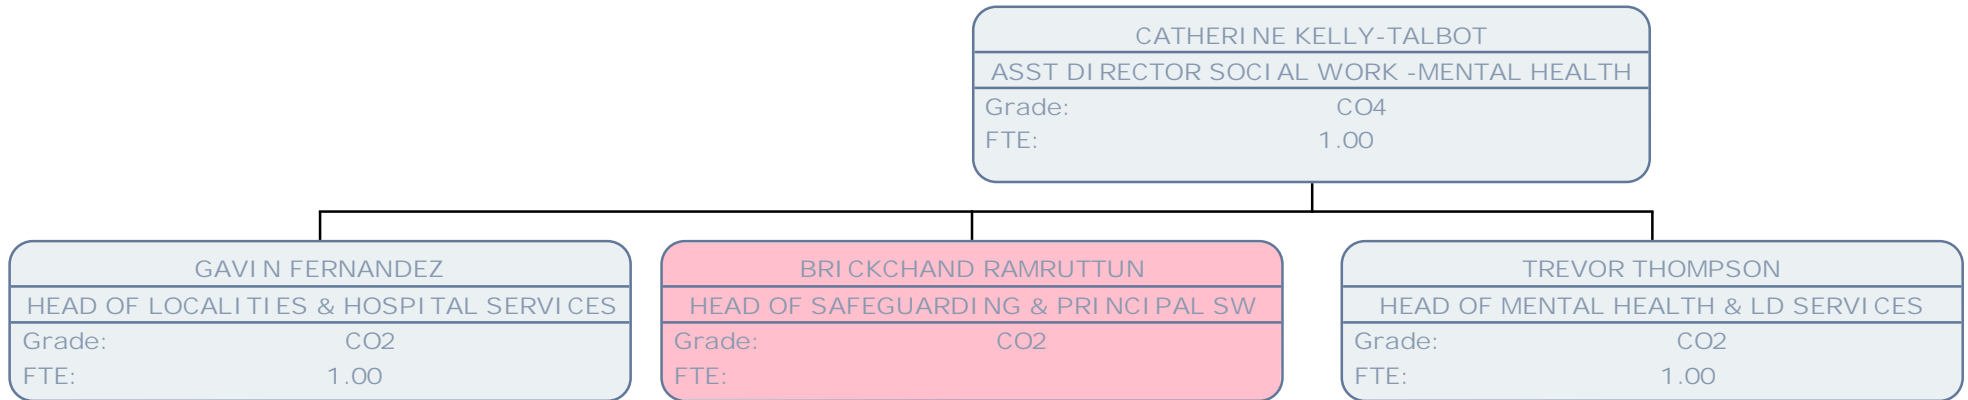 CATHERINE KELLY-TALBOT
ASST DIRECTOR SOCIAL WORK -MENTAL HEALTH
Grade: CO4
FTE: 1.00
GAVIN FERNANDEZ
HEAD OF LOCALITIES & HOSPITAL SERVICES
Grade: CO2
FTE: 1.00
BRICKCHAND RAMRUTTUN
HEAD OF SAFEGUARDING & PRINCIPAL SW
Grade: CO2
FTE:
TREVOR THOMPSON
HEAD OF MENTAL HEALTH & LD SERVICES
Grade: CO2
FTE: 1.00